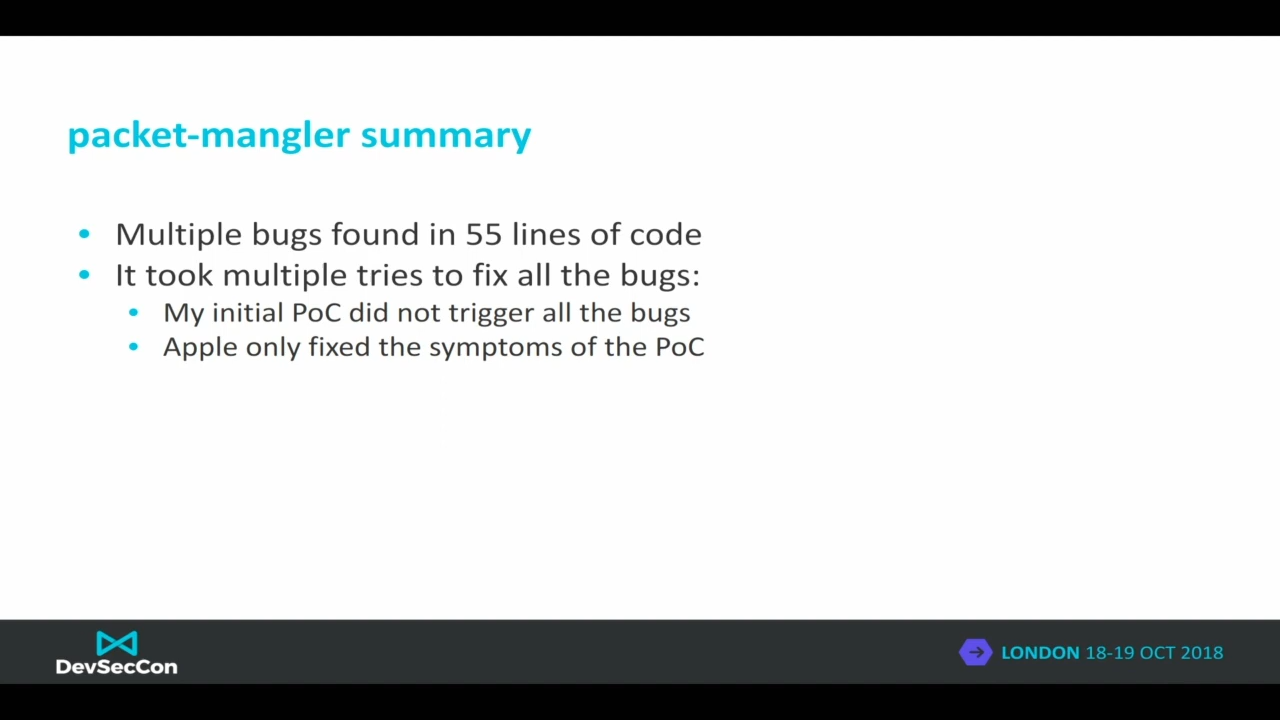 packet-mangler summary
• Multiple bugs found in 55 lines of code
• It took multiple tries to fix all the bugs:
• My initial PoC did not trigger all the bugs
• Apple only fixed the symptoms of the PoC
DevSecCon
LONDON 18-19 OCT 2018